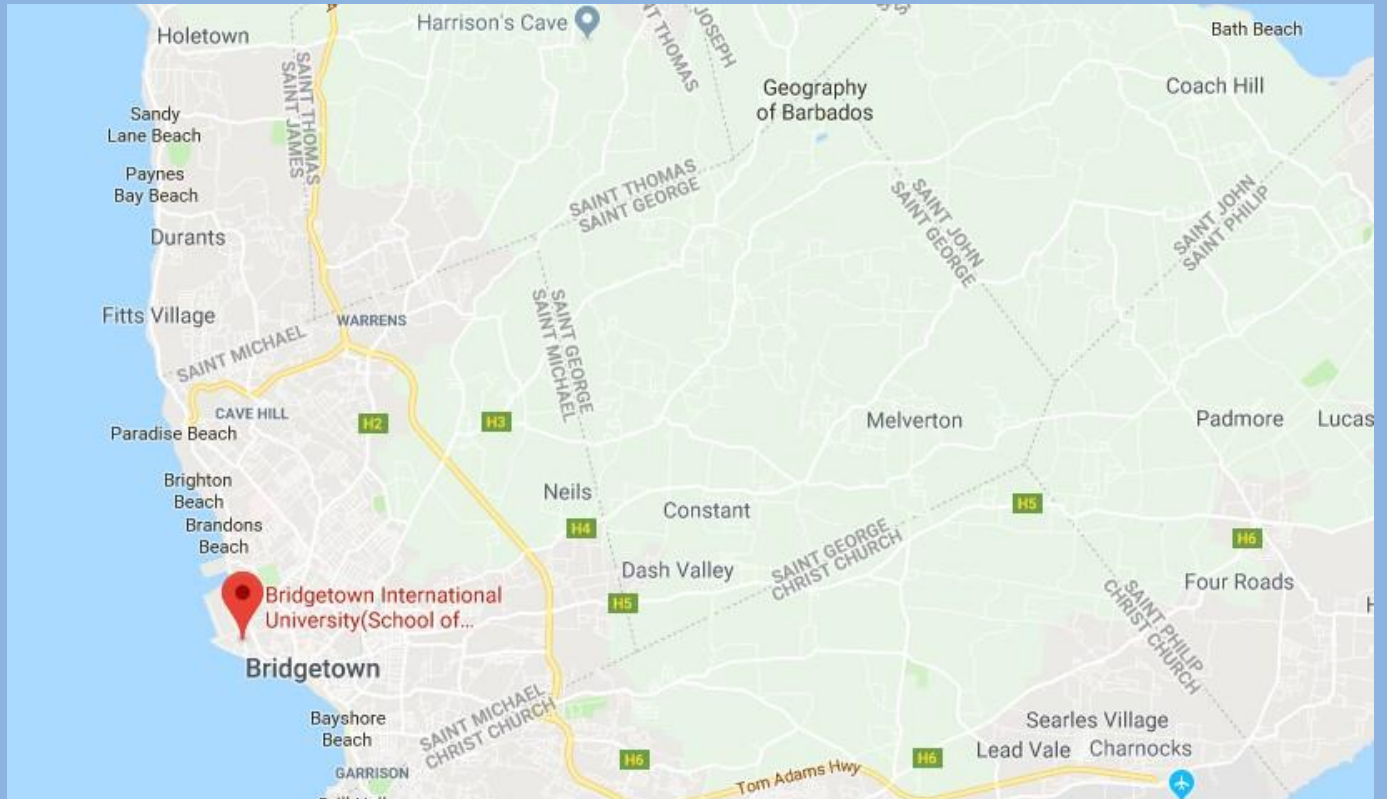 Holetown
Harrison's Cave
SAINT THOMAS
SAINT JAMES
THOMAS
JOSEPH
Bath Beach
Geography
of Barbados
Coach Hill
Sandy
Lane Beach
Paynes
Bay Beach
SAINT THOMAS
SAINT GEORGE
SAINT JOHN
SAINT GEORGE
SAINT JOHN
SAINT PHILIP
Durants
Fitts Village
WARRENS
SAINT MICHAEL
SAINT GEORGE
SAINT MICHAEL
CAVE HILL
H2
H3
Melverton
Padmore
Lucas
Paradise Beach
Brighton
Beach
Neils
Constant
H5
Brandons
Beach
H4
SAINT GEORGE
CHRIST CHURCH
H6
Dash Valley
Four Roads
Bridgetown International
University(School of...
H5
SAINT PHILIP
CHRIST CHURCH
Bridgetown
SAINT MICHAEL
CHRIST CHURCH
Bayshore
Beach
Searles Village
Lead Vale
Charnocks
GARRISON
H6
H6
Tom Adams Hwy